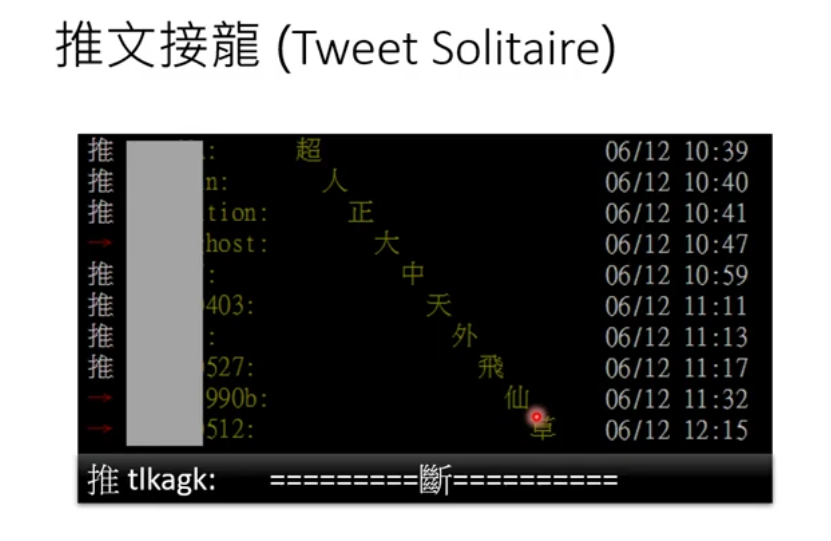 推文接龍 (Tweet Solitaire)
推 : 超 06/12 10:39
推 n: 人 06/12 10:40
推 tion: 正 06/12 10:41
→ host: 大 06/12 10:47
推 : 中 06/12 10:59
推 403: 天 06/12 11:11
推 : 外 06/12 11:13
推 527: 飛 06/12 11:17
→ 990b: 仙 06/12 11:32
→ 512: 草 06/12 12:15
推 tlkagk: =========斷==========